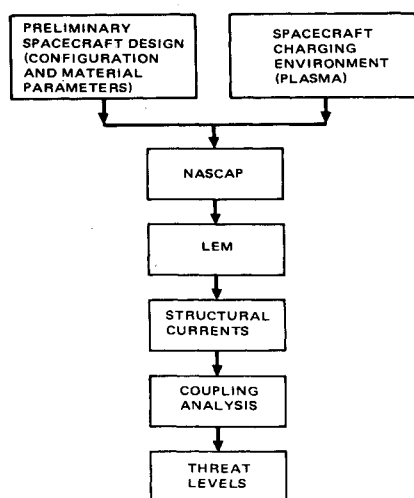 PRELIMINARY
SPACECRAFT DESIGN
(CONFIGURATION
AND MATERIAL
PARAMETERS)
SPACECRAFT
CHARGING
ENVIRONMENT
(PLASMA)
NASCAP
LEM
STRUCTURAL
CURRENTS
COUPLING
ANALYSIS
THREAT
LEVELS